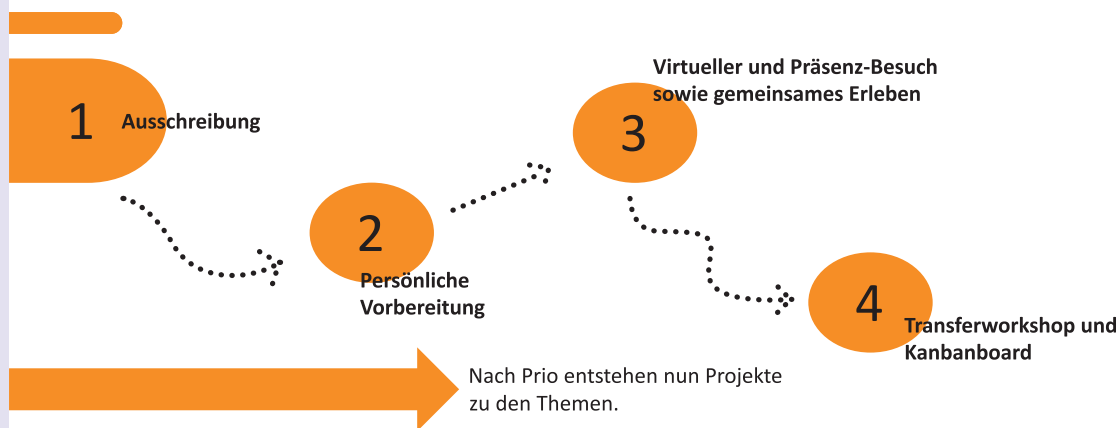 1
Ausschreibung
2
Persönliche
Vorbereitung
3
Virtueller und Präsenz-Besuch
sowie gemeinsames Erleben
4
Transferworkshop und
Kanbanboard
Nach Prio entstehen nun Projekte
zu den Themen.